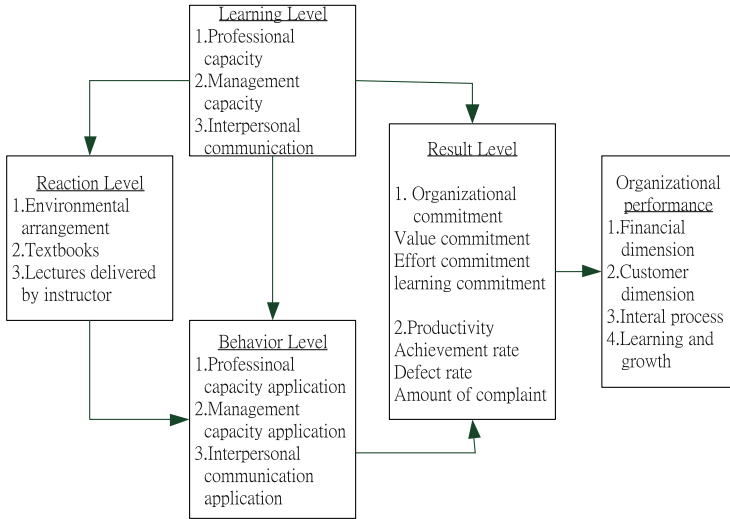 Learning Level
1.Professional
capacity
2.Management
capacity
3.Interpersonal
communication
Reaction Level
1.Environmental
arrangement
2.Textbooks
3.Lectures delivered
by instructor
Behavior Level
1.Professinoal
capacity application
2.Management
capacity application
3.Interpersonal
communication
application
Result Level
1. Organizational
commitment
Value commitment
Effort commitment
learning commitment
2.Productivity
Achievement rate
Defect rate
Amount of complaint
Organizational
performance
1.Financial
dimension
2.Customer
dimension
3.Interal process
4.Learning and
growth